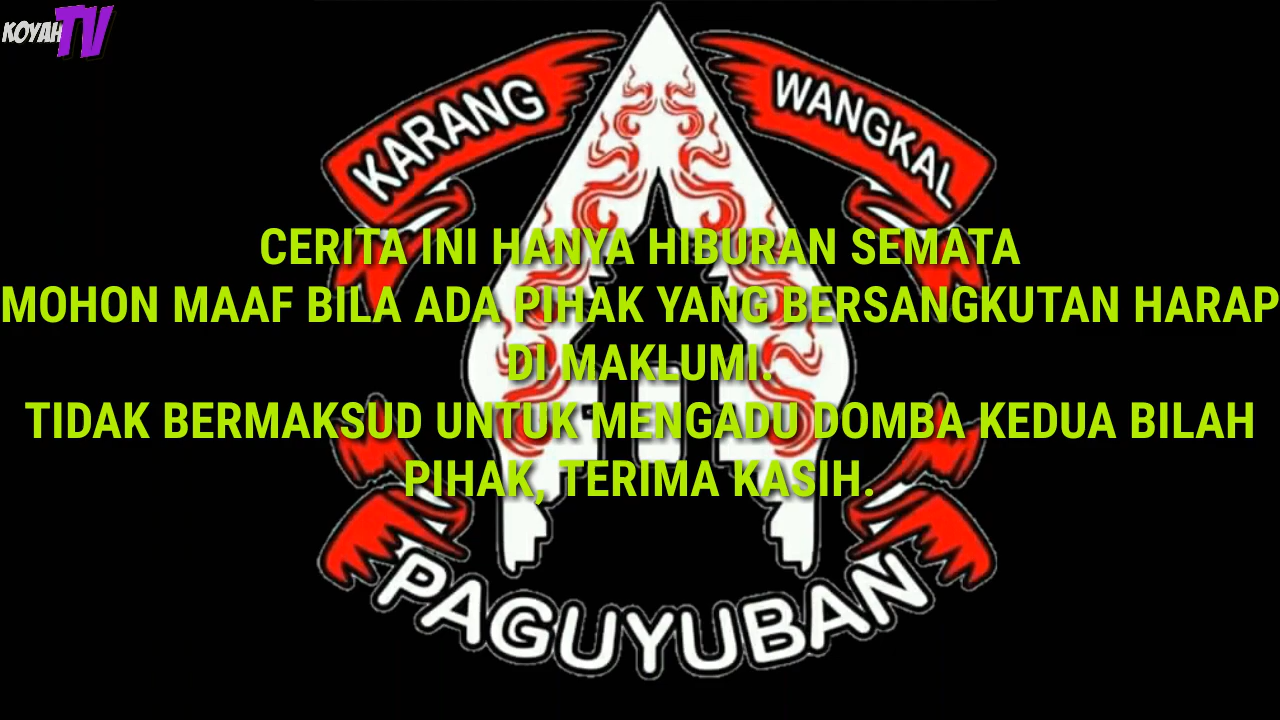 KOYAH TV
KARANG
WANGKAL
CERITA INI HANYA HIBURAN SEMATA
MOHON MAAF BILA ADA PIHAK YANG BERSANGKUTAN HARAP
DI MAKLUMI.
TIDAK BERMAKSUD UNTUK MENGADU DOMBA KEDUA BILAH
PIHAK, TERIMA KASIH.
PAGUYUBAN